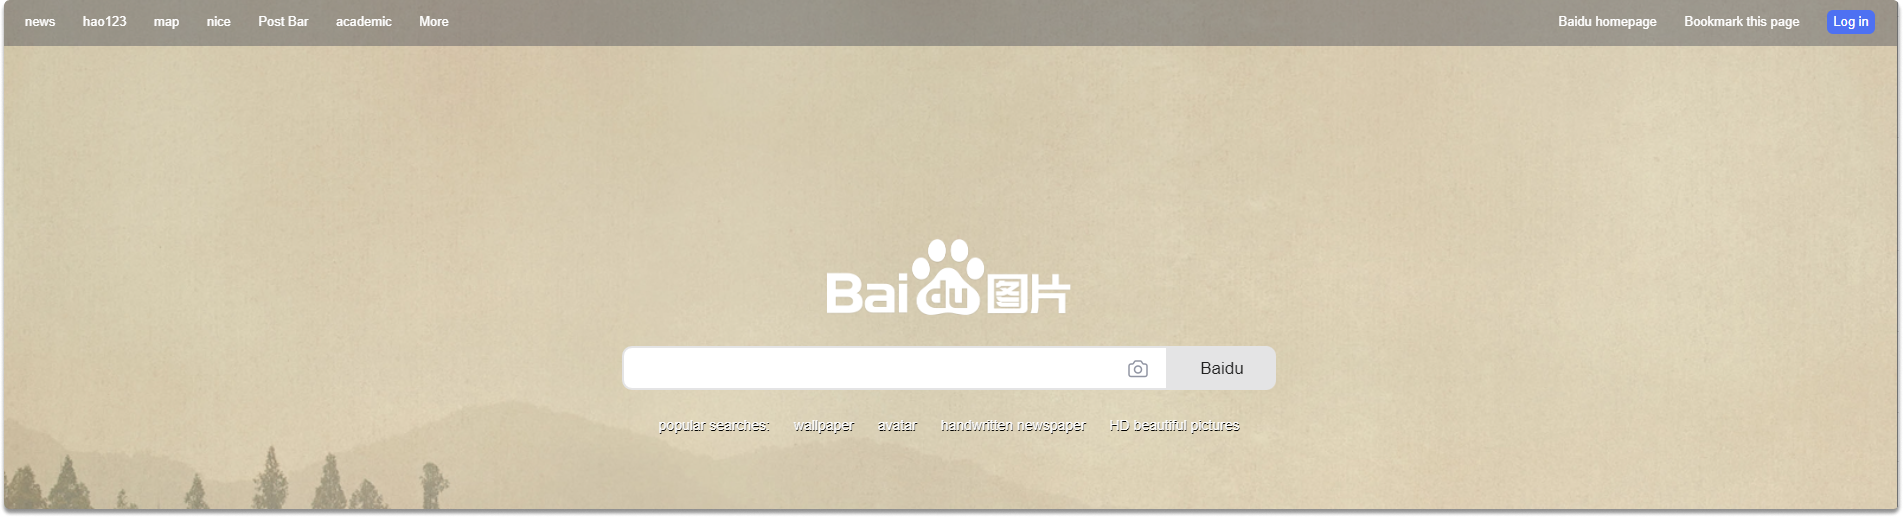 news hao123 map nice Post Bar academic More Baidu homepage Bookmark this page Log in
Bai du 图片
Baidu
popular searches: wallpaper avatar handwritten newspaper HD beautiful pictures